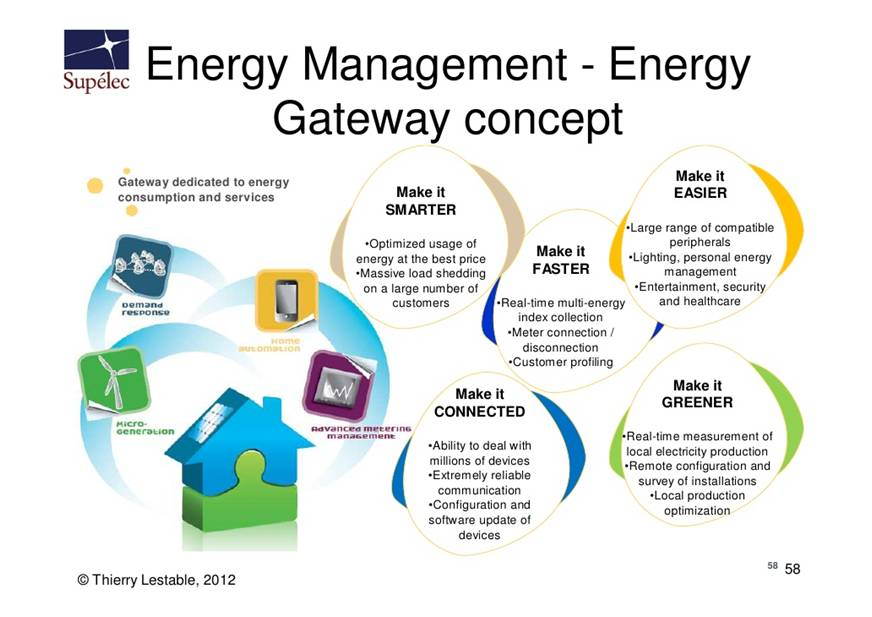 Supélec
Energy Management - Energy
Gateway concept
Gateway dedicated to energy
consumption and services
Demand
response
Home
automation
Micro-
Generation
Advanced metering
management
Make it
SMARTER
•Optimized usage of
energy at the best price
•Massive load shedding
on a large number of
customers
Make it
FASTER
•Real-time multi-energy
index collection
•Meter connection /
disconnection
•Customer profiling
Make it
EASIER
•Large range of compatible
peripherals
•Lighting, personal energy
management
•Entertainment, security
and healthcare
Make it
CONNECTED
•Ability to deal with
millions of devices
•Extremely reliable
communication
•Configuration and
software update of
devices
Make it
GREENER
•Real-time measurement of
local electricity production
•Remote configuration and
survey of installations
•Local production
optimization
© Thierry Lestable, 2012
58 58